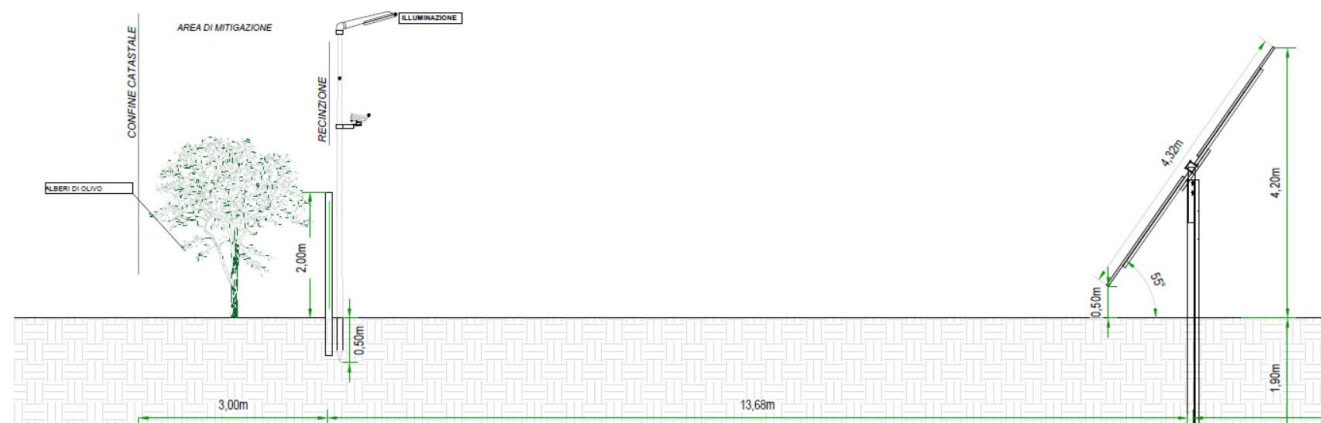 AREA DI MITIGAZIONE
ILLUMINAZIONE
CONFINE CATASTALE
RECINZIONE
ALBERI DI OLIVO
2,00m
0,50m
3,00m
13,68m
4,32m
55°
0,50m
4,20m
1,90m